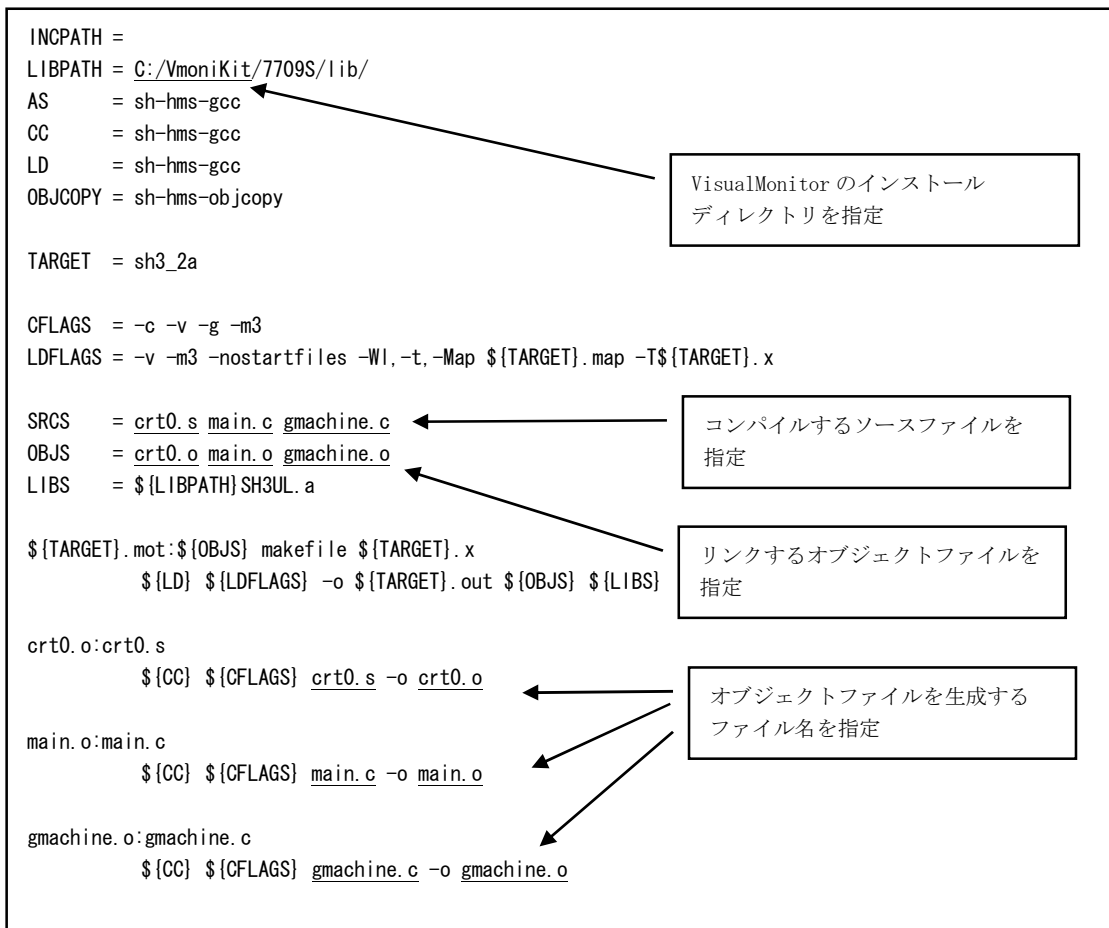 INCPATH =
LIBPATH = C:/VmoniKit/7709S/lib/
AS = sh-hms-gcc
CC = sh-hms-gcc
LD = sh-hms-gcc
OBJCOPY = sh-hms-objcopy
VisualMonitor のインストール
ディレクトリを指定
TARGET = sh3_2a
CFLAGS = -c -v -g -m3
LDFLAGS = -v -m3 -nostartfiles -Wl,-t,-Map ${TARGET}.map -T${TARGET}.x
SRCS = crt0.s main.c gmachine.c
OBJS = crt0.o main.o gmachine.o
LIBS = ${LIBPATH}SH3UL.a
コンパイルするソースファイルを
指定
${TARGET}.mot:${OBJS} makefile ${TARGET}.x
${LD} ${LDFLAGS} -o ${TARGET}.out ${OBJS} ${LIBS}
リンクするオブジェクトファイルを
指定
crt0.o:crt0.s
${CC} ${CFLAGS} crt0.s -o crt0.o
main.o:main.c
${CC} ${CFLAGS} main.c -o main.o
gmachine.o:gmachine.c
${CC} ${CFLAGS} gmachine.c -o gmachine.o
オブジェクトファイルを生成する
ファイル名を指定